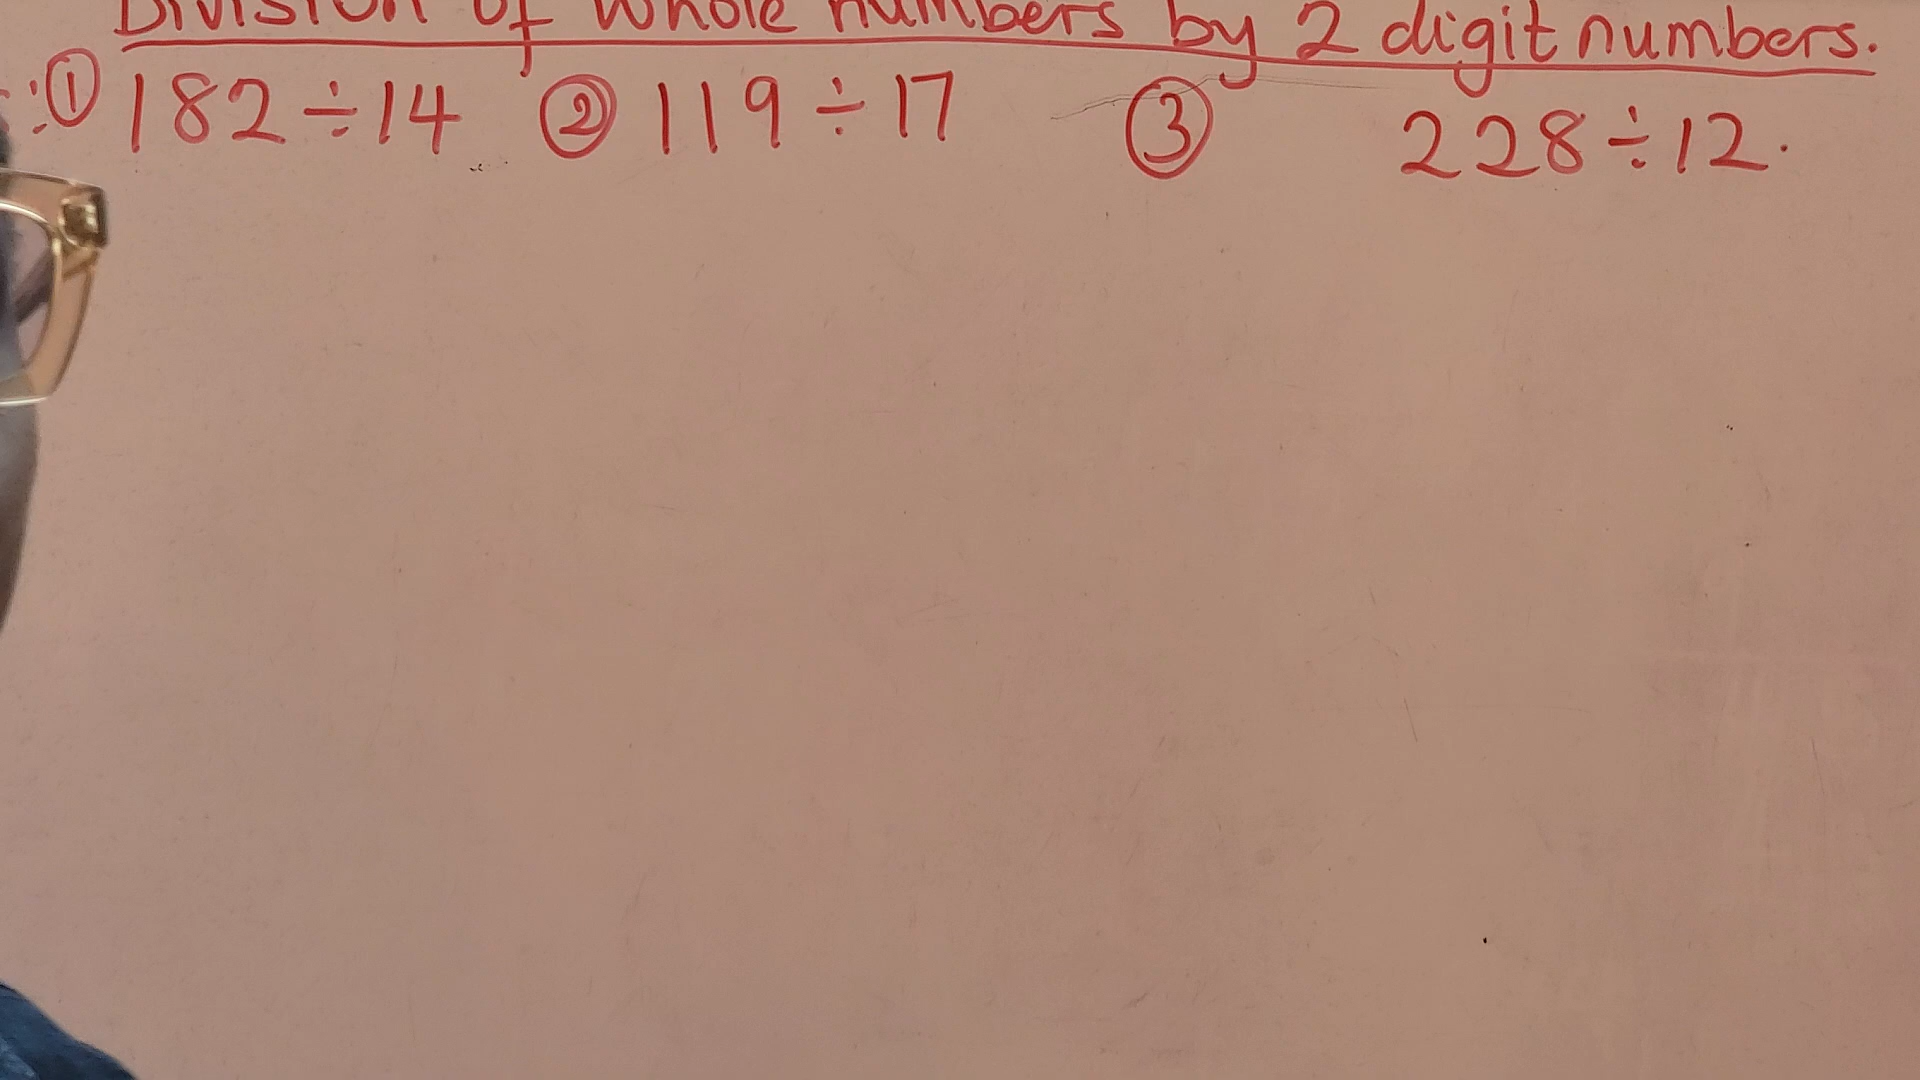 Division of whole numbers by 2 digit numbers.
: ① 182 ÷ 14 ② 119 ÷ 17 ③ 228 ÷ 12.